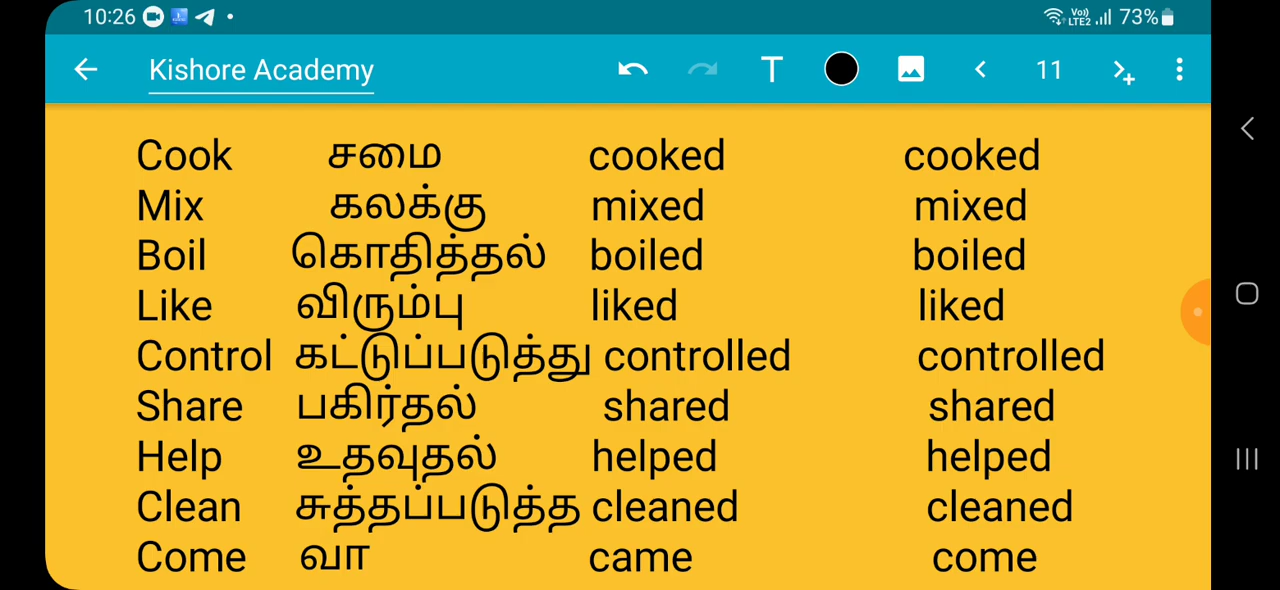 10:26 Vo)) LTE2 73%
Kishore Academy T 11
Cook சமை cooked cooked
Mix கலக்கு mixed mixed
Boil கொதித்தல் boiled boiled
Like விரும்பு liked liked
Control கட்டுப்படுத்து controlled controlled
Share பகிர்தல் shared shared
Help உதவுதல் helped helped
Clean சுத்தப்படுத்த cleaned cleaned
Come வா came come